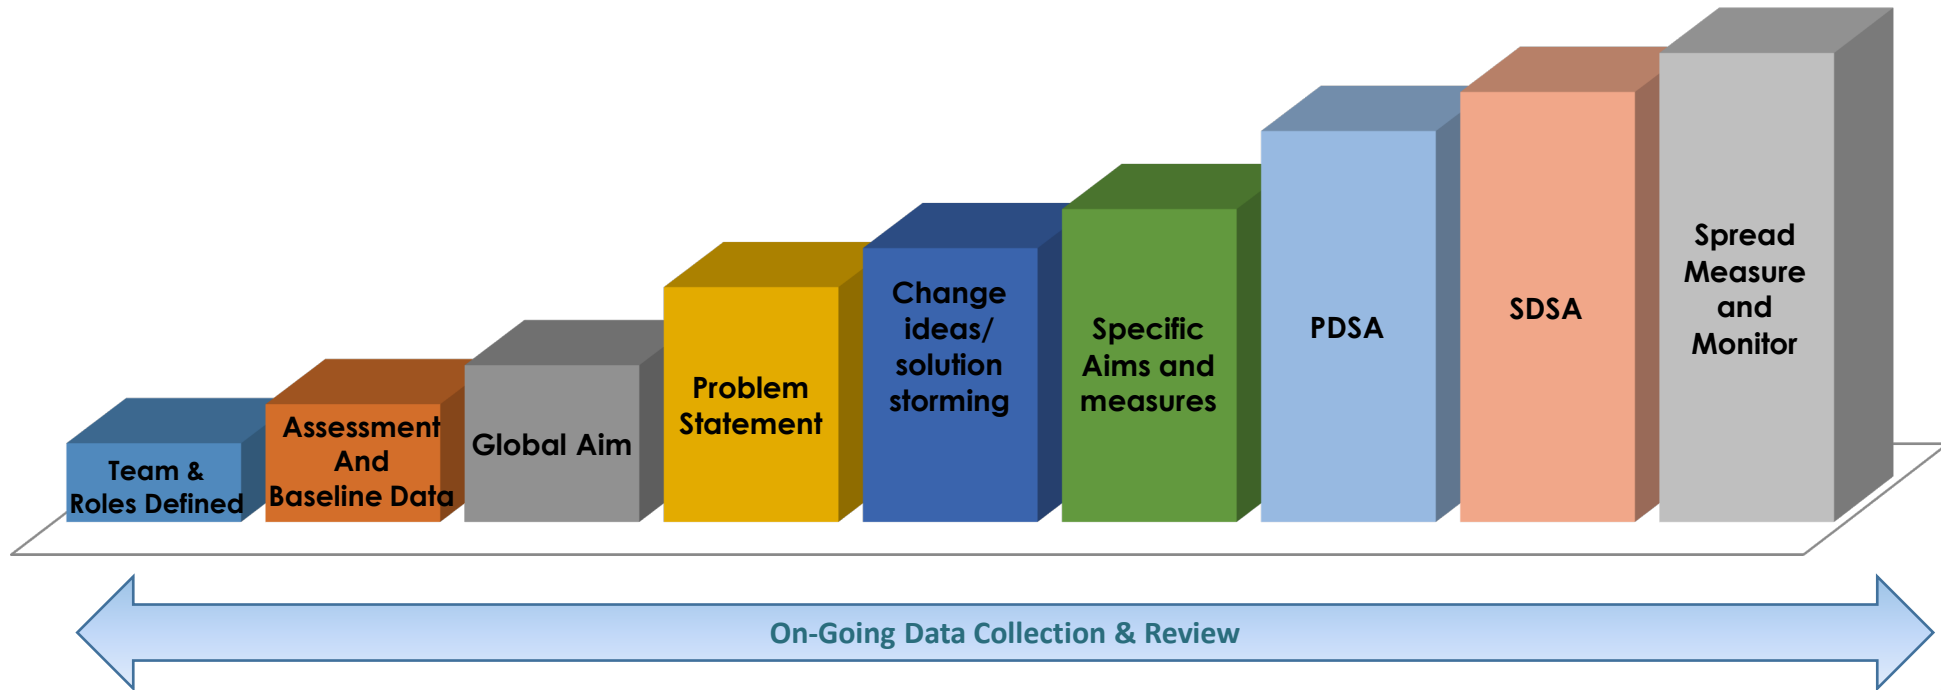 Team &
Roles Defined
Assessment
And
Baseline Data
Global Aim
Problem
Statement
Change
ideas/
solution
storming
Specific
Aims and
measures
PDSA
SDSA
Spread
Measure
and
Monitor
On-Going Data Collection & Review